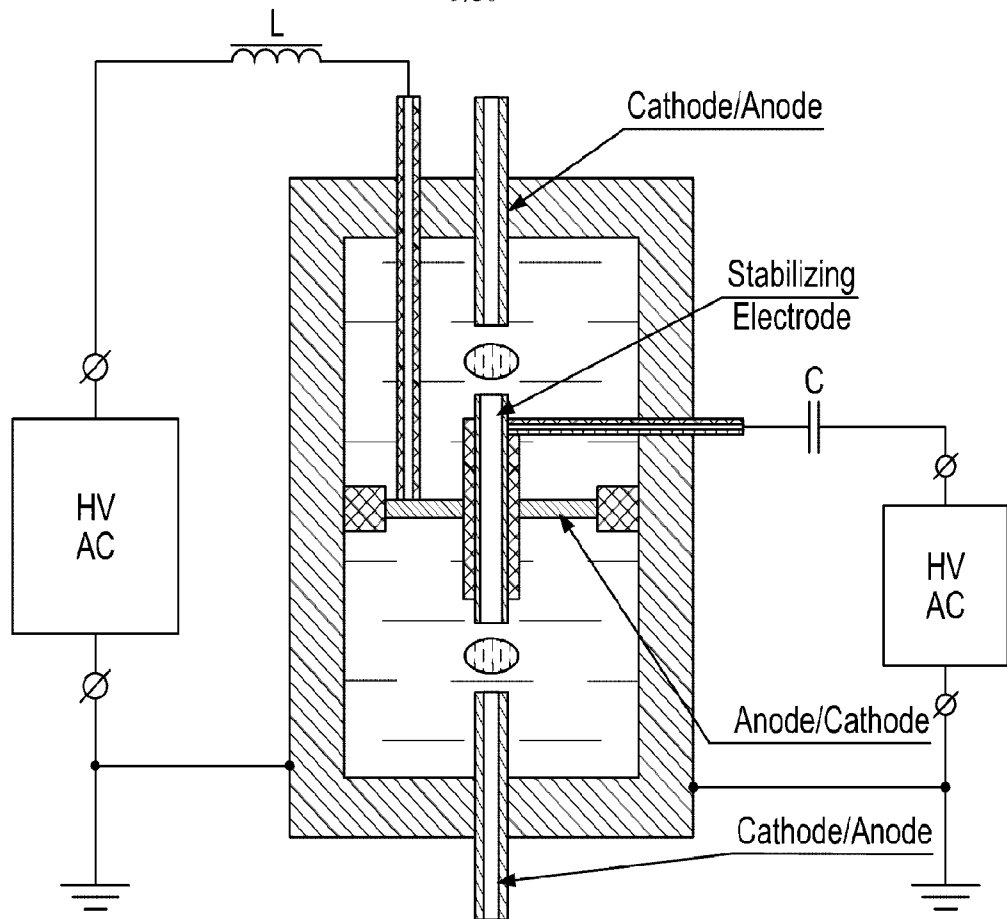 L
Cathode/Anode
Stabilizing
Electrode
C
HV
AC
HV
AC
Anode/Cathode
Cathode/Anode